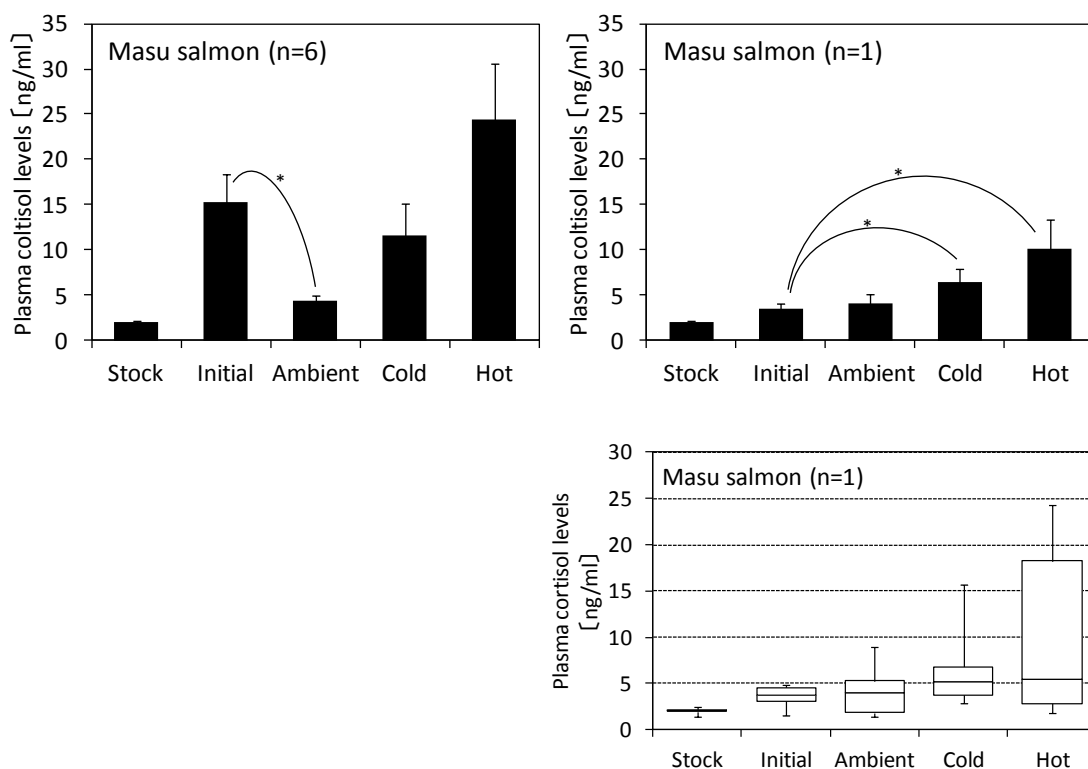 Masu salmon (n=6)
Plasma coltisol levels〔ng/ml〕
35
30
25
20
15
10
5
0
*
Stock Initial Ambient Cold Hot
Masu salmon (n=1)
Plasma coltisol levels〔ng/ml〕
35
30
25
20
15
10
5
0
*
*
Stock Initial Ambient Cold Hot
Masu salmon (n=1)
Plasma cortisol levels
〔ng/ml〕
30
25
20
15
10
5
0
Stock Initial Ambient Cold Hot